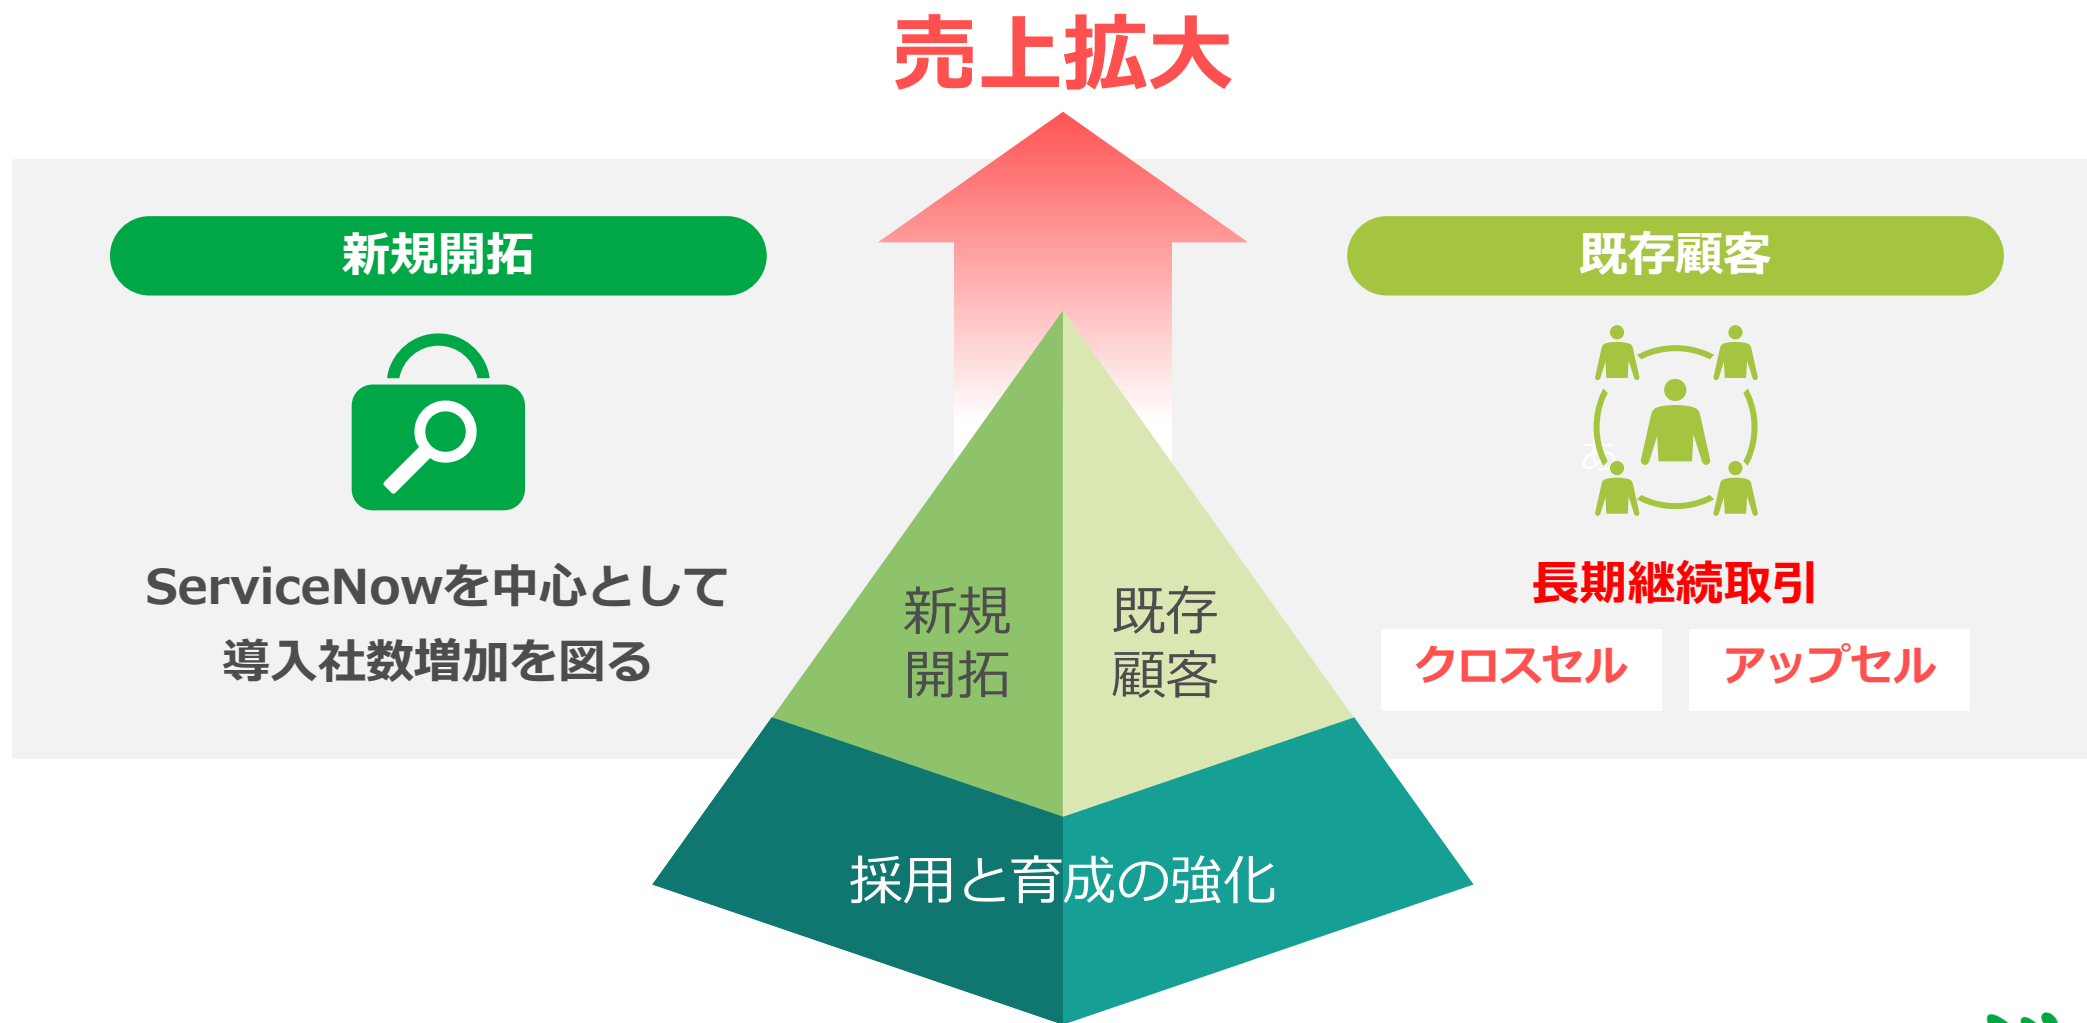 売上拡大
新規開拓
ServiceNowを中心として
導入社数増加を図る
既存顧客
あ
長期継続取引
クロスセル
アップセル
新規
開拓
既存
顧客
採用と育成の強化